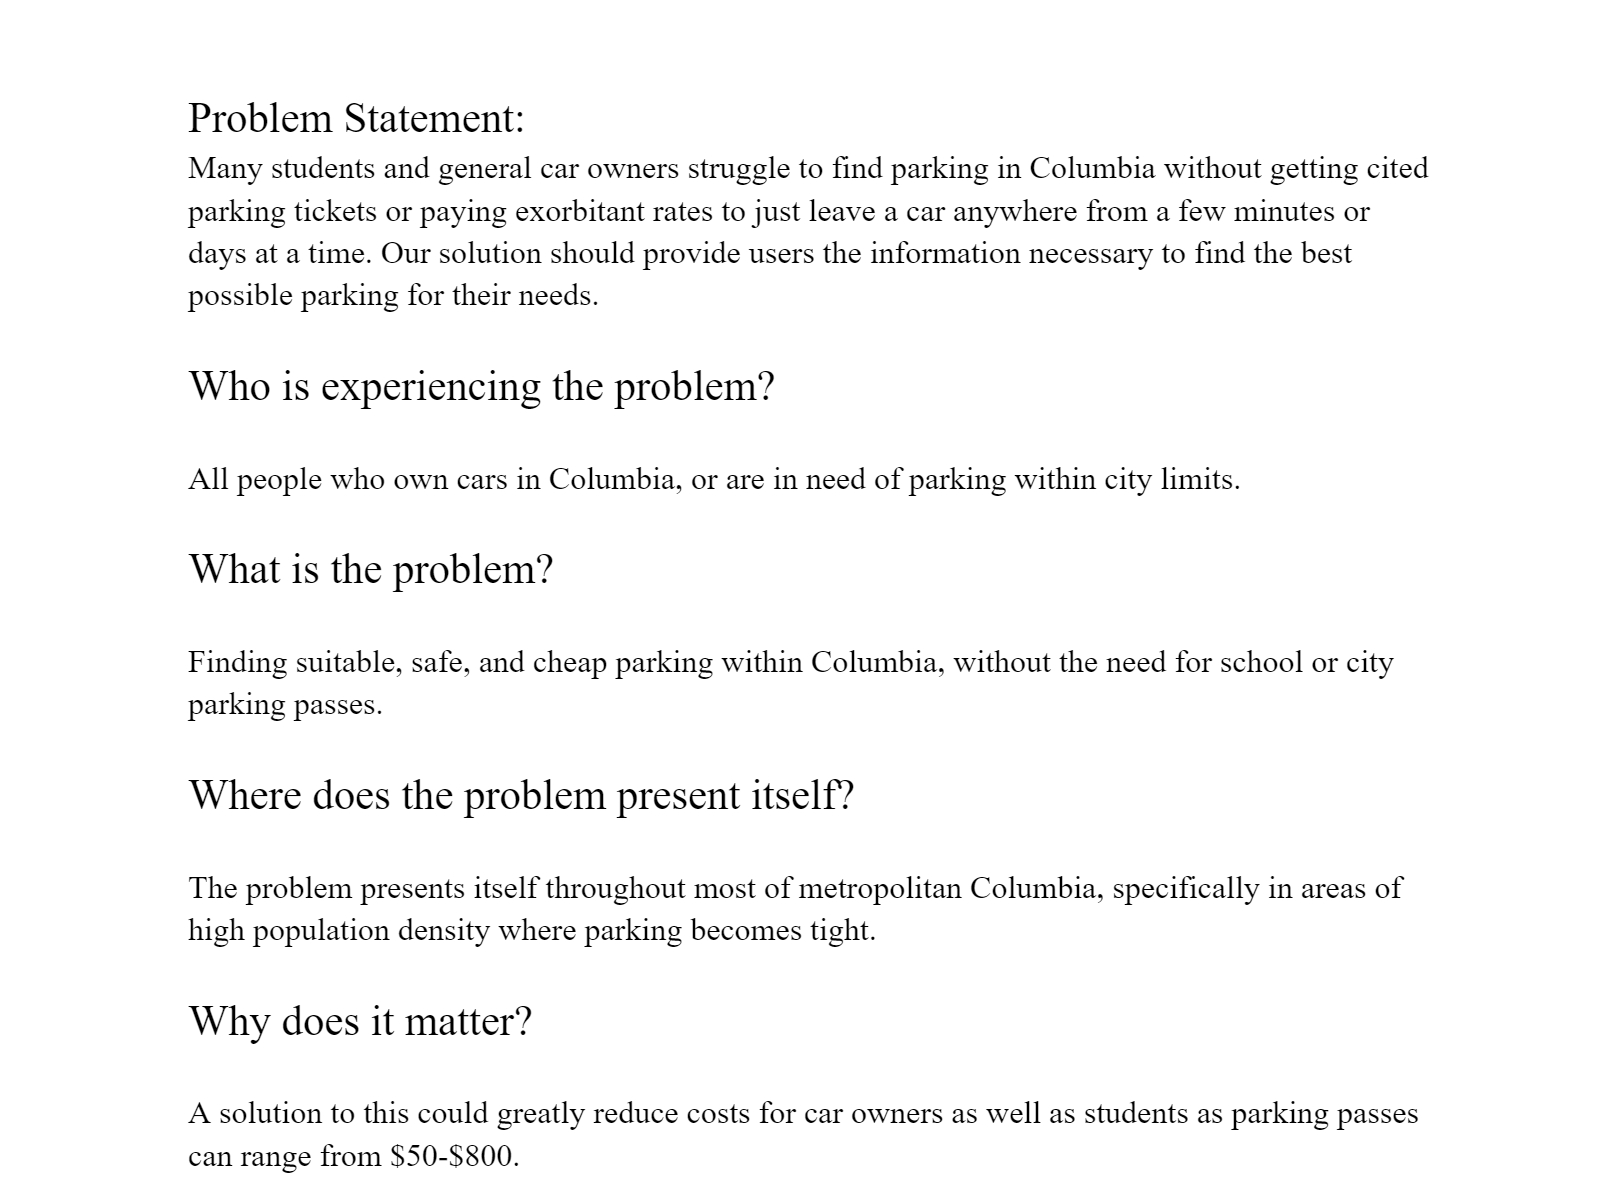 Problem Statement:
Many students and general car owners struggle to find parking in Columbia without getting cited
parking tickets or paying exorbitant rates to just leave a car anywhere from a few minutes or
days at a time. Our solution should provide users the information necessary to find the best
possible parking for their needs.
Who is experiencing the problem?
All people who own cars in Columbia, or are in need of parking within city limits.
What is the problem?
Finding suitable, safe, and cheap parking within Columbia, without the need for school or city
parking passes.
Where does the problem present itself?
The problem presents itself throughout most of metropolitan Columbia, specifically in areas of
high population density where parking becomes tight.
Why does it matter?
A solution to this could greatly reduce costs for car owners as well as students as parking passes
can range from $50-$800.